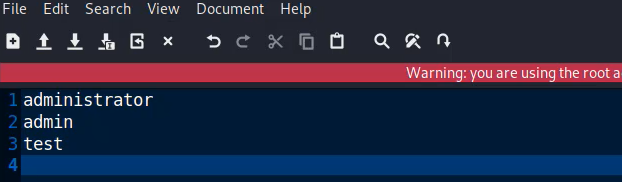 File Edit Search View Document Help
Warning: you are using the root a
1 administrator
2 admin
3 test
4